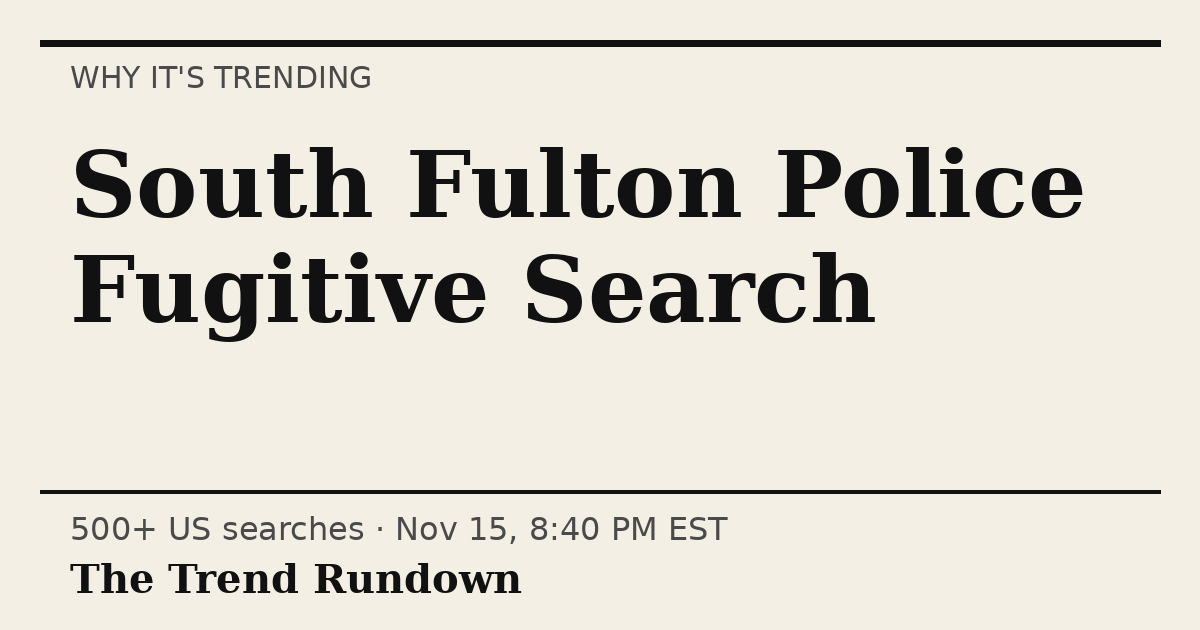 WHY IT'S TRENDING
South Fulton Police
Fugitive Search
500+ US searches · Nov 15, 8:40 PM EST
The Trend Rundown